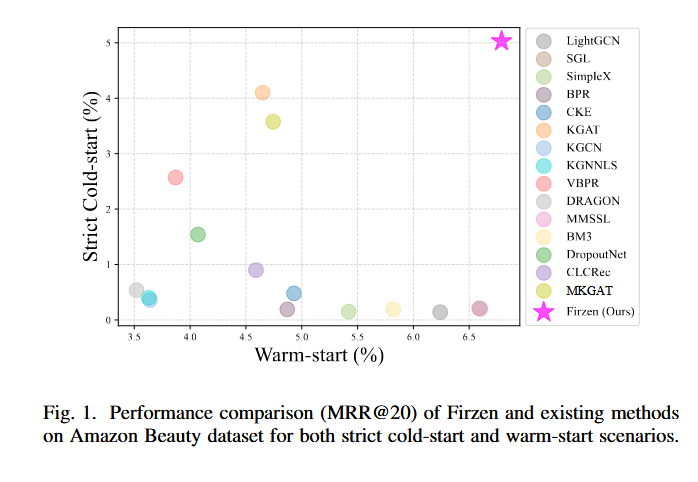 5
4
3
2
1
0
Strict Cold-start (%)
3.5 4.0 4.5 5.0 5.5 6.0 6.5
Warm-start (%)
LightGCN
SGL
SimpleX
BPR
CKE
KGAT
KGCN
KGNNLS
VBPR
DRAGON
MMSSL
BM3
DropoutNet
CLCRec
MKGAT
Firzen (Ours)
Fig. 1. Performance comparison (MRR@20) of Firzen and existing methods
on Amazon Beauty dataset for both strict cold-start and warm-start scenarios.